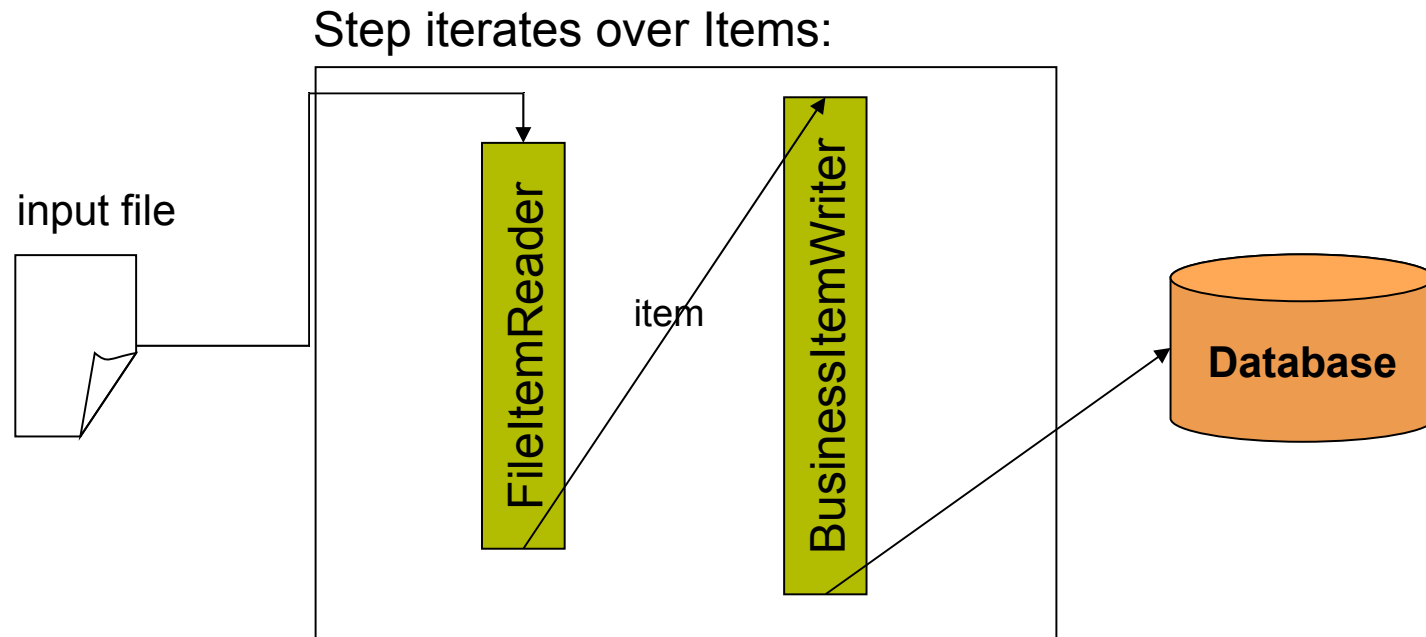 Step iterates over Items:
input file
FileItemReader
item
BusinessItemWriter
Database